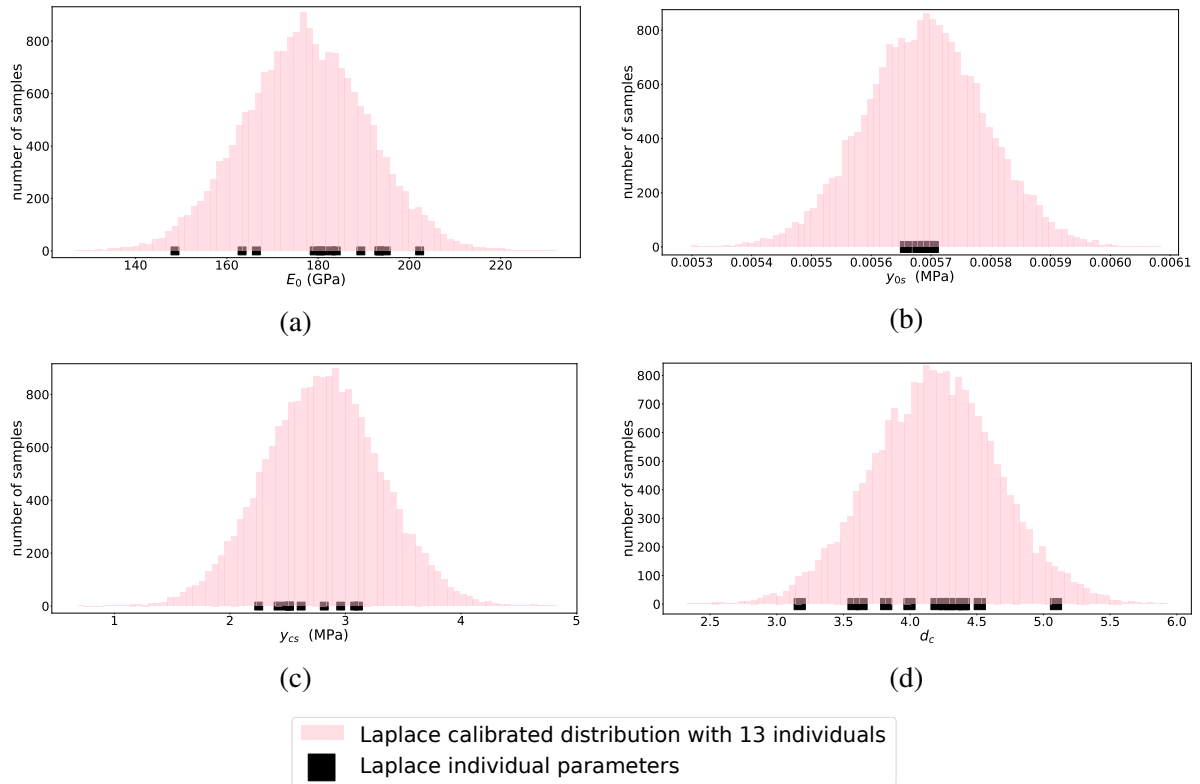 number of samples
800
600
400
200
0
140 160 180 200 220
E₀ (GPa)
(a)
number of samples
800
600
400
200
0
0.0053 0.0054 0.0055 0.0056 0.0057 0.0058 0.0059 0.0060 0.0061
y₀ₛ (MPa)
(b)
number of samples
800
600
400
200
0
1 2 3 4 5
y_cs (MPa)
(c)
number of samples
800
700
600
500
400
300
200
100
0
2.5 3.0 3.5 4.0 4.5 5.0 5.5 6.0
d_c
(d)
Laplace calibrated distribution with 13 individuals
Laplace individual parameters